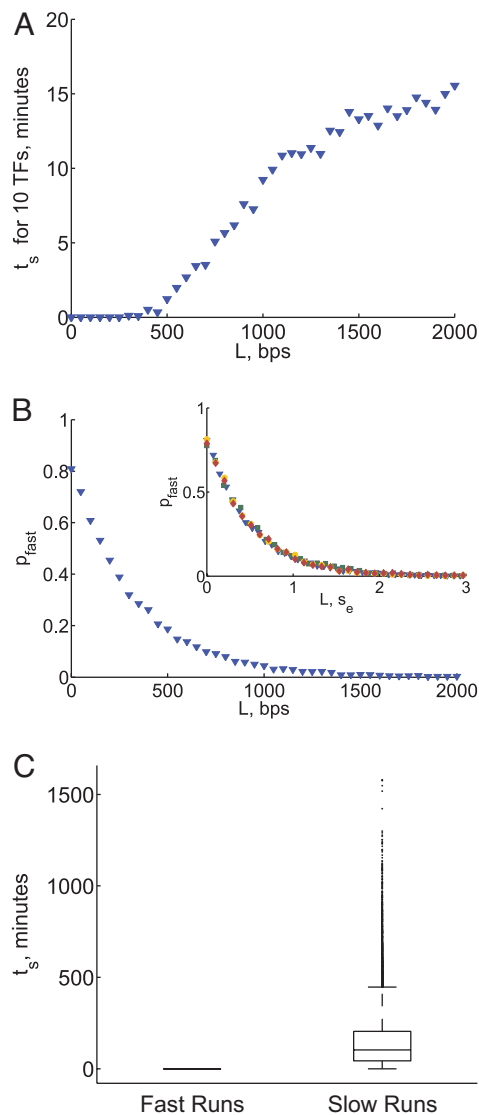 A
20
15
10
5
0
t_s for 10 TFs, minutes
0 500 1000 1500 2000
L, bps
B
1
0.8
0.6
0.4
0.2
0
p_fast
0 500 1000 1500 2000
L, bps
1
0.5
0
p_fast
0 1 2 3
L, s_e
C
1500
1000
500
0
t_s, minutes
Fast Runs Slow Runs